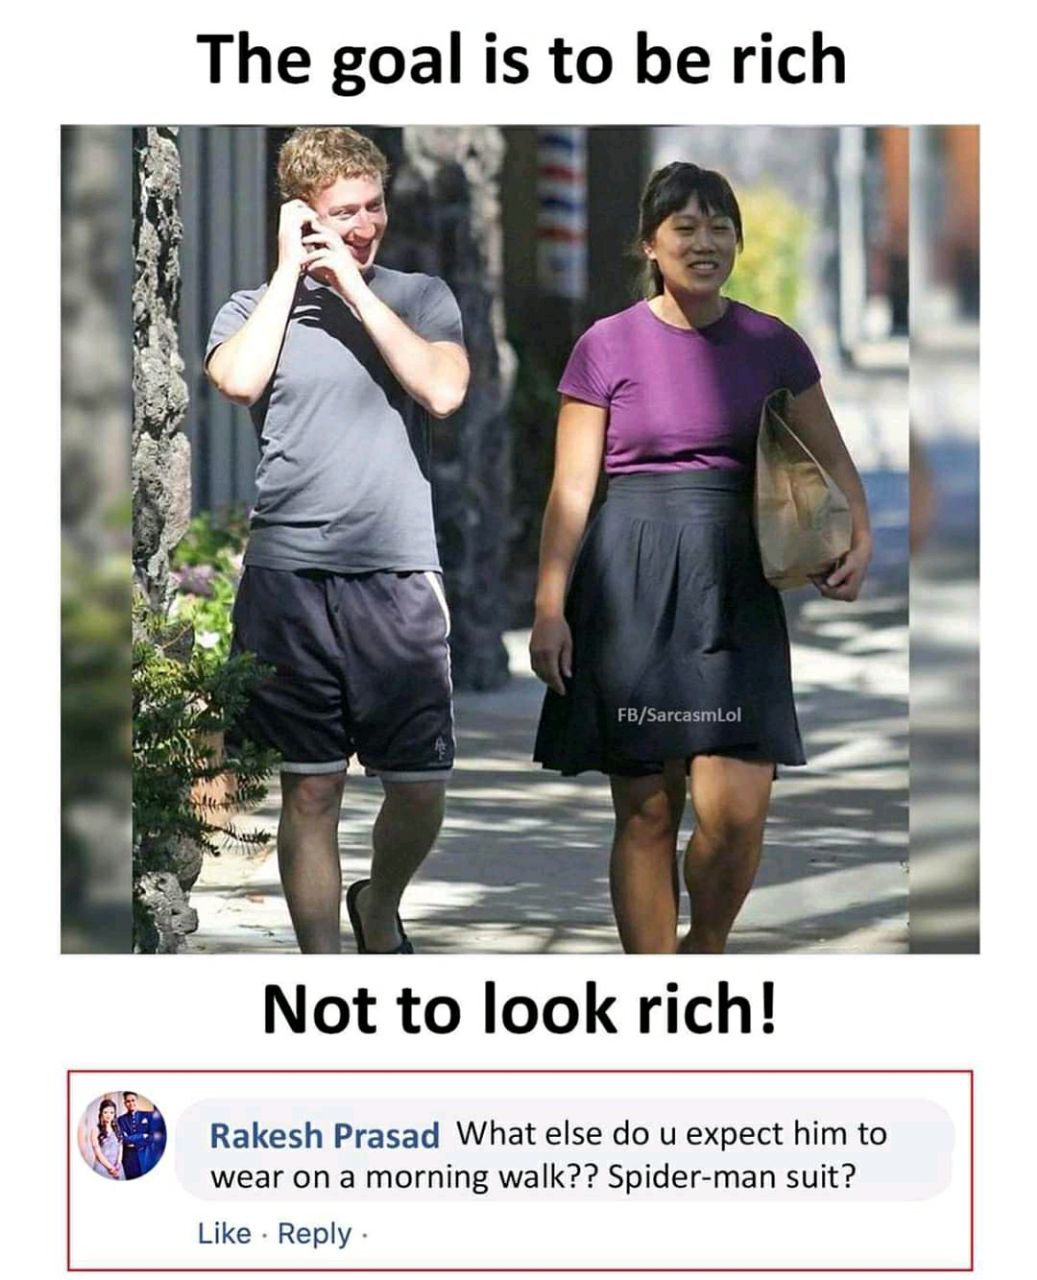 The goal is to be rich
FB/SarcasmLol
Not to look rich!
Rakesh Prasad What else do u expect him to
wear on a morning walk?? Spider-man suit?
Like · Reply ·